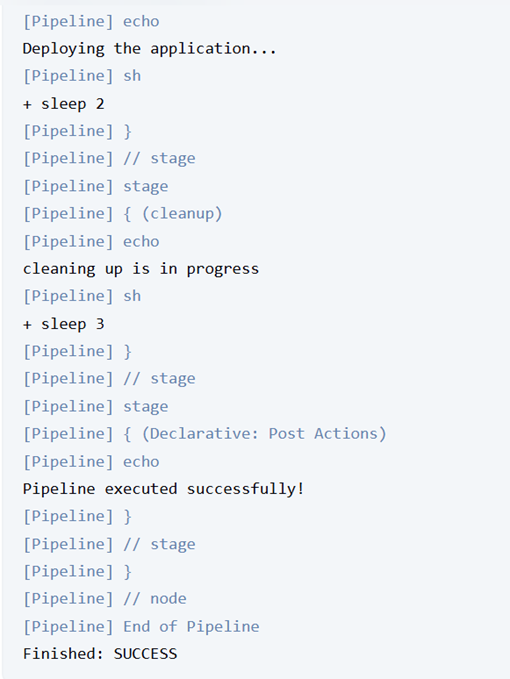 [Pipeline] echo
Deploying the application...
[Pipeline] sh
+ sleep 2
[Pipeline] }
[Pipeline] // stage
[Pipeline] stage
[Pipeline] { (cleanup)
[Pipeline] echo
cleaning up is in progress
[Pipeline] sh
+ sleep 3
[Pipeline] }
[Pipeline] // stage
[Pipeline] stage
[Pipeline] { (Declarative: Post Actions)
[Pipeline] echo
Pipeline executed successfully!
[Pipeline] }
[Pipeline] // stage
[Pipeline] }
[Pipeline] // node
[Pipeline] End of Pipeline
Finished: SUCCESS